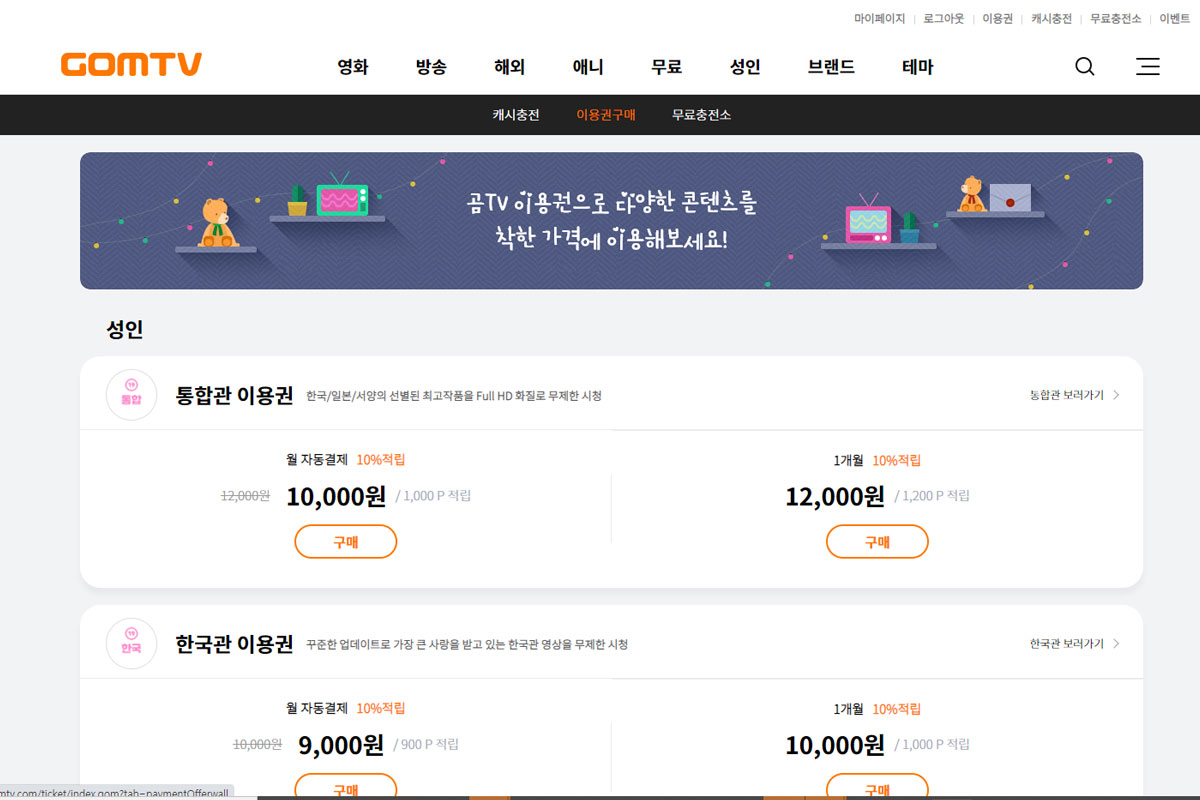 마이페이지 | 로그아웃 | 이용권 | 캐시충전 | 무료충전소 | 이벤트
GOMTV 영화 방송 해외 애니 무료 성인 브랜드 테마
캐시충전 이용권구매 무료충전소
곰TV 이용권으로 다양한 콘텐츠를
착한 가격에 이용해보세요!
성인
19
통합
통합관 이용권 한국/일본/서양의 선별된 최고작품을 Full HD 화질로 무제한 시청 통합관 보러가기
월 자동결제 10%적립
12,000원 10,000원 / 1,000 P 적립
구매
1개월 10%적립
12,000원 / 1,200 P 적립
구매
19
한국
한국관 이용권 꾸준한 업데이트로 가장 큰 사랑을 받고 있는 한국관 영상을 무제한 시청 한국관 보러가기
월 자동결제 10%적립
10,000원 9,000원 / 900 P 적립
구매
1개월 10%적립
10,000원 / 1,000 P 적립
구매
mtv.com/ticket/index.gom?tab=paymentOfferwall